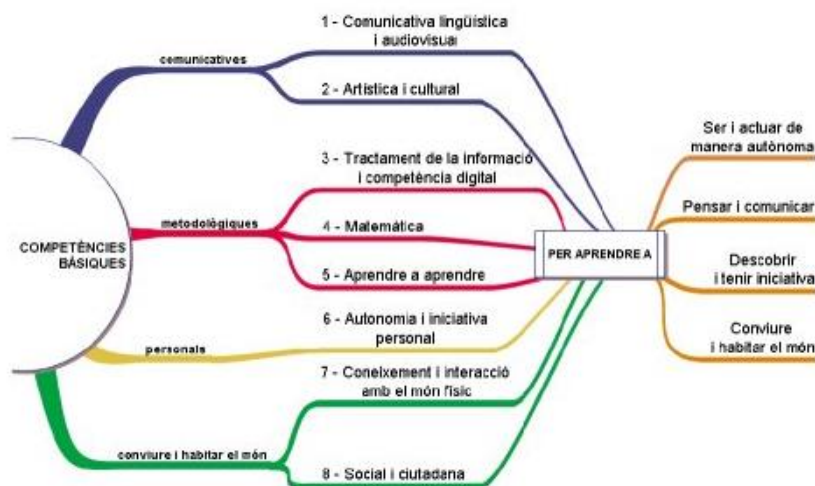 COMPETÈNCIES
BÀSIQUES
comunicatives
1 - Comunicativa lingüística
i audiovisual
2 - Artística i cultural
metodològiques
3 - Tractament de la informació
i competència digital
4 - Matemàtica
5 - Aprendre a aprendre
personals
6 - Autonomia i iniciativa
personal
conviure i habitar el món
7 - Coneixement i interacció
amb el món físic
8 - Social i ciutadana
PER APRENDRE A
Ser i actuar de
manera autònoma
Pensar i comunicar
Descobrir
i tenir iniciativa
Conviure
i habitar el món